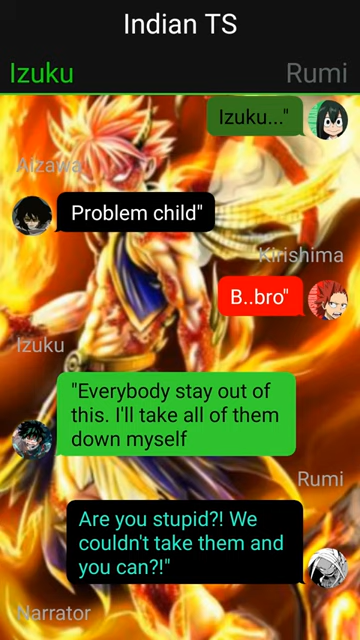 Indian TS
Izuku
Rumi
Izuku..."
Aizawa
Problem child"
Kirishima
B..bro"
Izuku
"Everybody stay out of
this. I'll take all of them
down myself
Rumi
Are you stupid?! We
couldn't take them and
you can?!"
Narrator